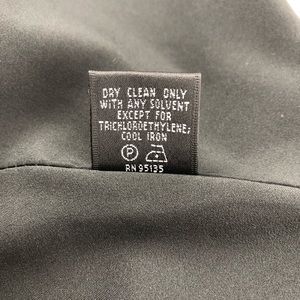 DRY CLEAN ONLY
WITH ANY SOLVENT
EXCEPT FOR
TRICHLOROETHYLENE;
COOL IRON
P
RN 95135